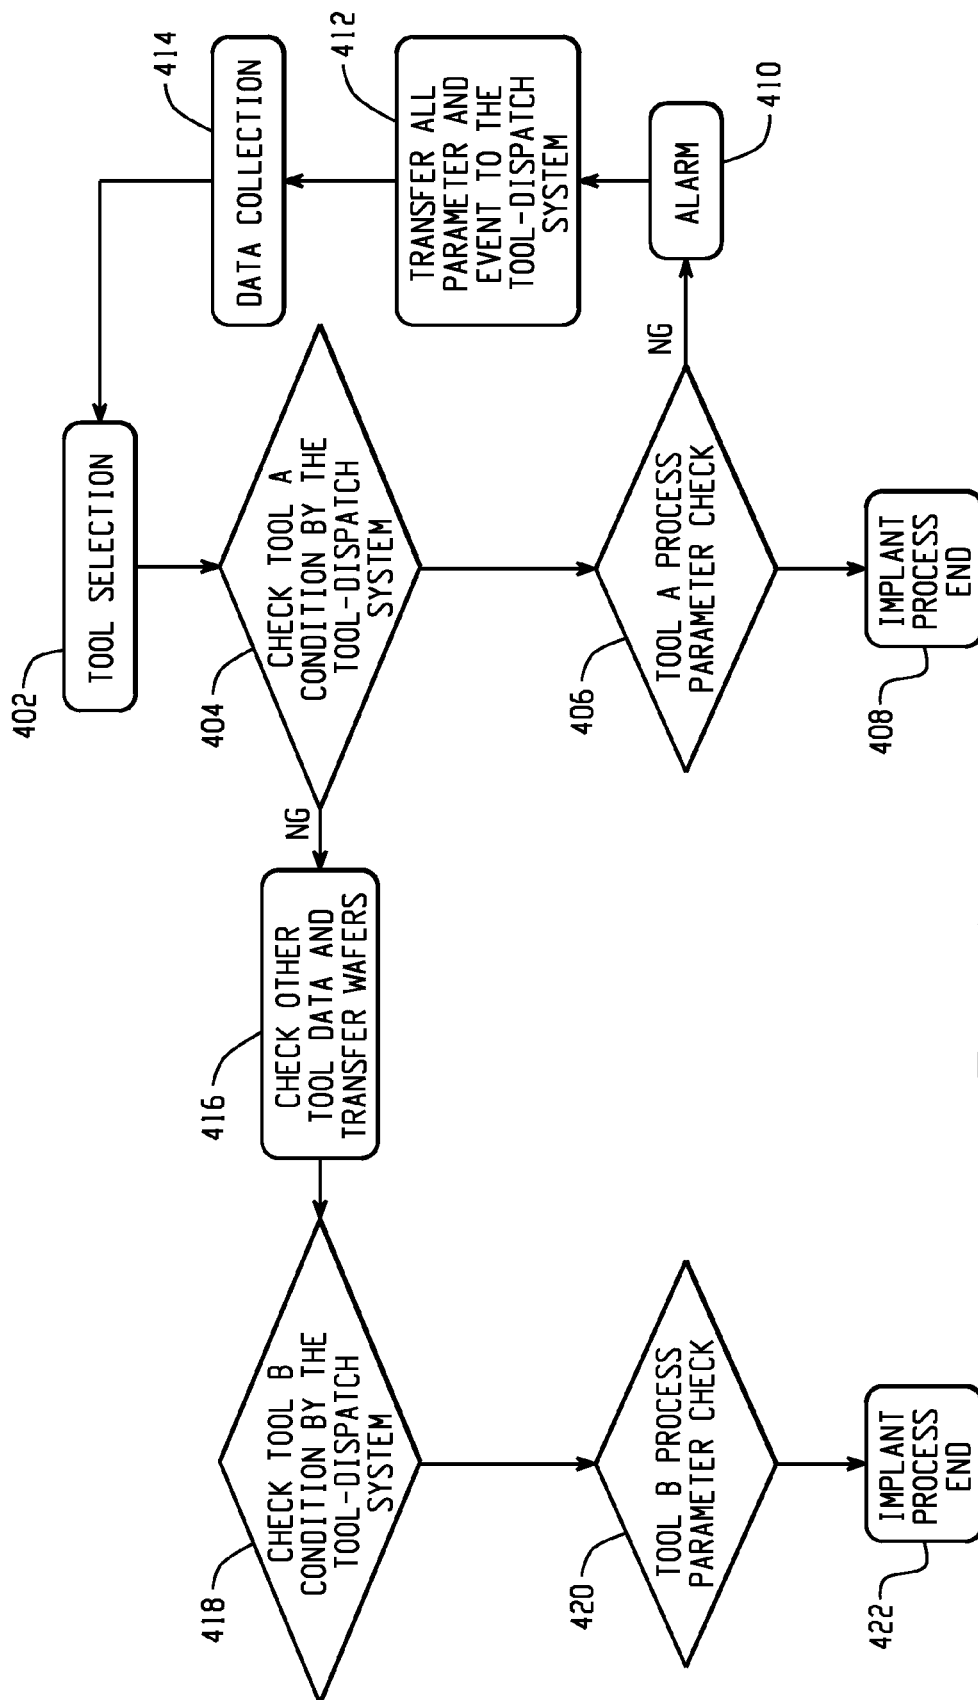 402
TOOL SELECTION
404
CHECK TOOL A
CONDITION BY THE
TOOL-DISPATCH
SYSTEM
NG
406
TOOL A PROCESS
PARAMETER CHECK
NG
408
IMPLANT
PROCESS
END
ALARM
410
TRANSFER ALL
PARAMETER AND
EVENT TO THE
TOOL-DISPATCH
SYSTEM
412
DATA COLLECTION
414
416
CHECK OTHER
TOOL DATA AND
TRANSFER WAFERS
418
CHECK TOOL B
CONDITION BY THE
TOOL-DISPATCH
SYSTEM
420
TOOL B PROCESS
PARAMETER CHECK
422
IMPLANT
PROCESS
END